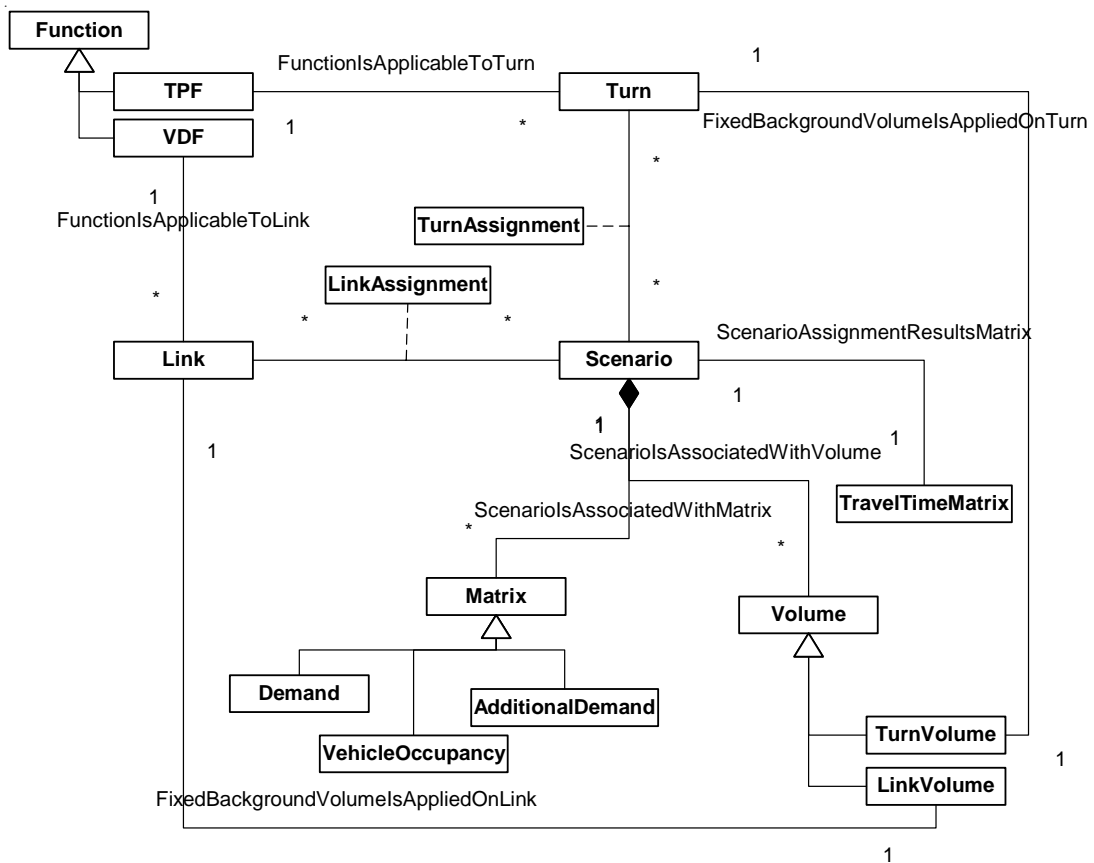 Function
FunctionIsApplicableToTurn
1
TPF
Turn
VDF
1
*
FixedBackgroundVolumeIsAppliedOnTurn
*
1
FunctionIsApplicableToLink
TurnAssignment
LinkAssignment
*
*
*
*
ScenarioAssignmentResultsMatrix
Link
Scenario
1
1
1
1
ScenarioIsAssociatedWithVolume
1
TravelTimeMatrix
ScenarioIsAssociatedWithMatrix
*
*
Matrix
Volume
Demand
AdditionalDemand
TurnVolume
VehicleOccupancy
1
LinkVolume
FixedBackgroundVolumeIsAppliedOnLink
1